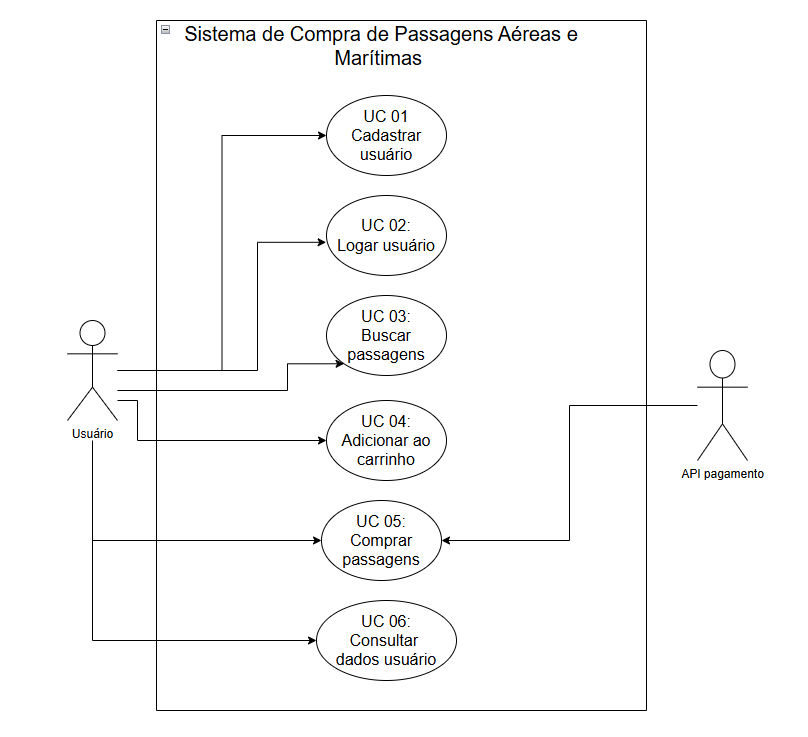 Sistema de Compra de Passagens Aéreas e
Marítimas
UC 01
Cadastrar
usuário
UC 02:
Logar usuário
UC 03:
Buscar
passagens
UC 04:
Adicionar ao
carrinho
Usuário
API pagamento
UC 05:
Comprar
passagens
UC 06:
Consultar
dados usuário